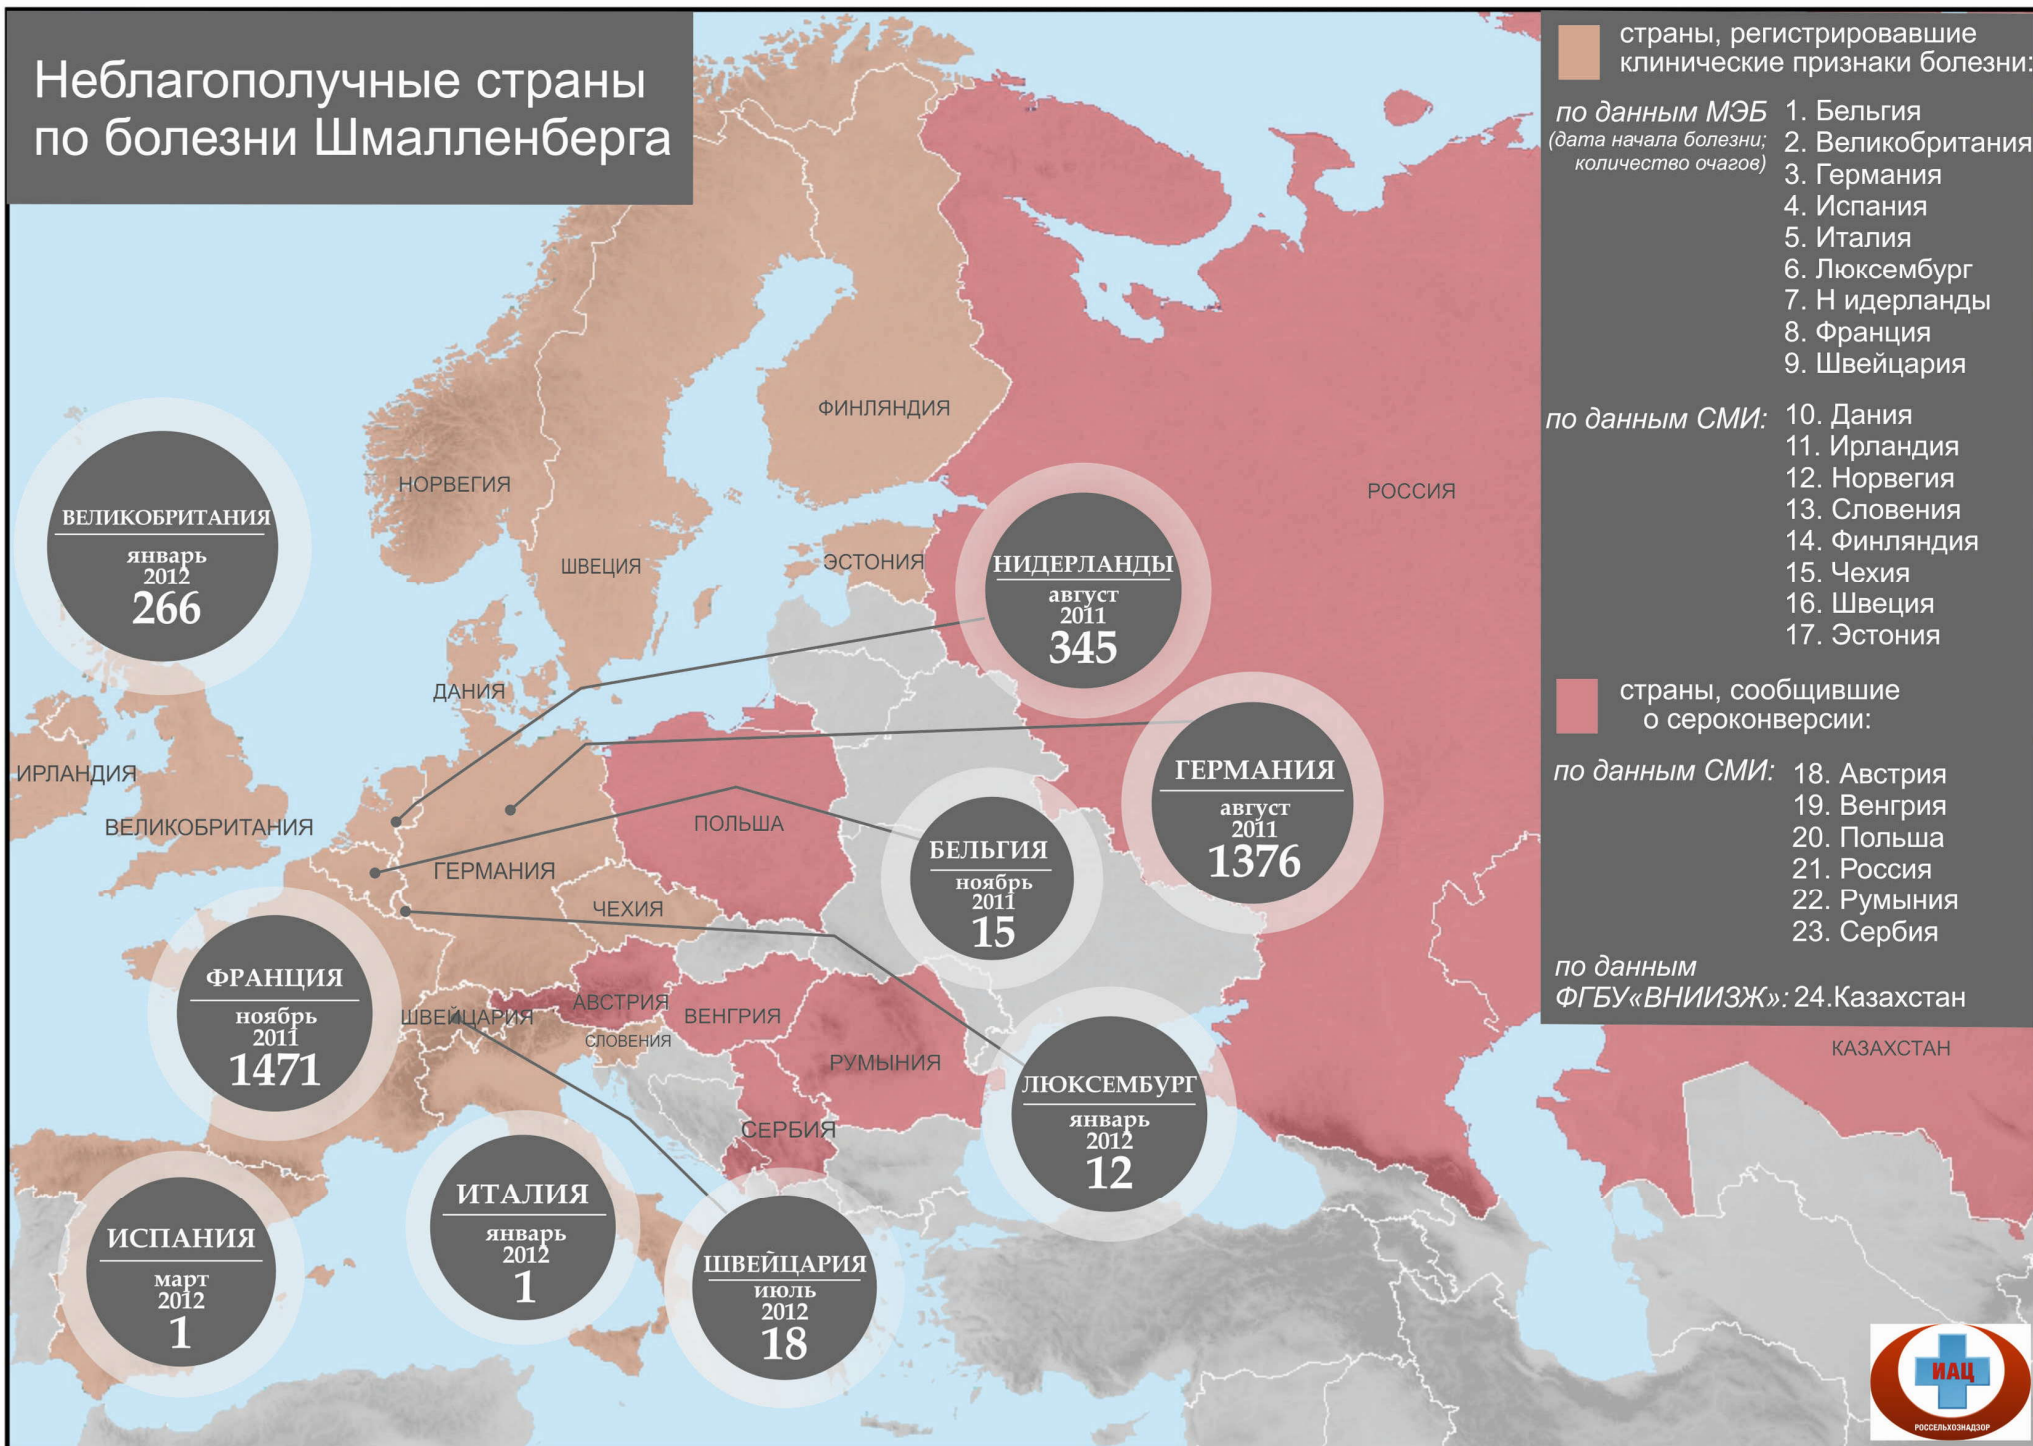 Неблагополучные страны
по болезни Шмалленберга
страны, регистрировавшие
клинические признаки болезни:
по данным МЭБ
(дата начала болезни;
количество очагов)
1. Бельгия
2. Великобритания
3. Германия
4. Испания
5. Италия
6. Люксембург
7. Н идерланды
8. Франция
9. Швейцария
по данным СМИ:
10. Дания
11. Ирландия
12. Норвегия
13. Словения
14. Финляндия
15. Чехия
16. Швеция
17. Эстония
страны, сообщившие
о сероконверсии:
по данным СМИ:
18. Австрия
19. Венгрия
20. Польша
21. Россия
22. Румыния
23. Сербия
по данным
ФГБУ«ВНИИЗЖ»: 24.Казахстан
ФИНЛЯНДИЯ
НОРВЕГИЯ
РОССИЯ
ШВЕЦИЯ
ЭСТОНИЯ
ДАНИЯ
ИРЛАНДИЯ
ВЕЛИКОБРИТАНИЯ
ПОЛЬША
ГЕРМАНИЯ
ЧЕХИЯ
АВСТРИЯ
ШВЕЙЦАРИЯ
ВЕНГРИЯ
СЛОВЕНИЯ
РУМЫНИЯ
КАЗАХСТАН
СЕРБИЯ
ВЕЛИКОБРИТАНИЯ
январь
2012
266
НИДЕРЛАНДЫ
август
2011
345
ГЕРМАНИЯ
август
2011
1376
БЕЛЬГИЯ
ноябрь
2011
15
ФРАНЦИЯ
ноябрь
2011
1471
ЛЮКСЕМБУРГ
январь
2012
12
ИТАЛИЯ
январь
2012
1
ИСПАНИЯ
март
2012
1
ШВЕЙЦАРИЯ
июль
2012
18
ИАЦ
РОССЕЛЬХОЗНАДЗОР